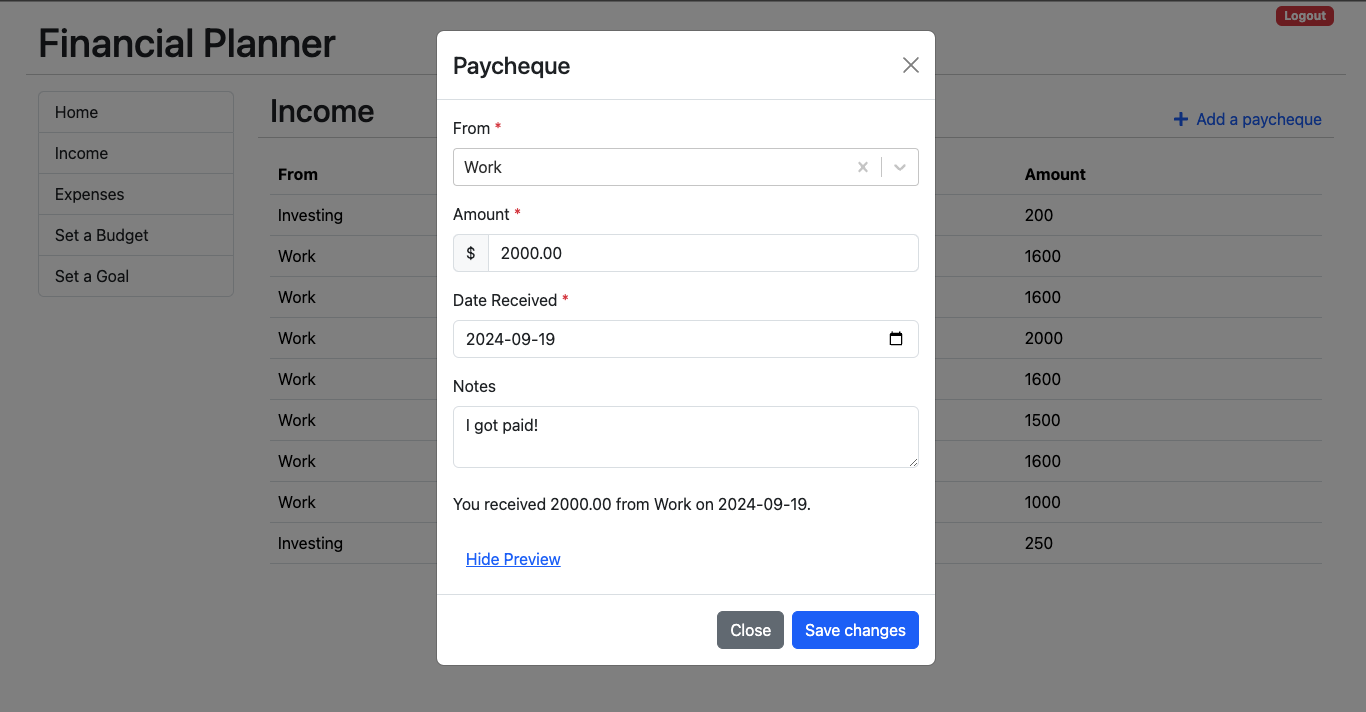 Logout
Financial Planner
Home
Income
Expenses
Set a Budget
Set a Goal
Income
Add a paycheque
From Amount
Investing 200
Work 1600
Work 1600
Work 2000
Work 1600
Work 1500
Work 1600
Work 1000
Investing 250
Paycheque
From *
Work
Amount *
$ 2000.00
Date Received *
2024-09-19
Notes
I got paid!
You received 2000.00 from Work on 2024-09-19.
Hide Preview
Close Save changes